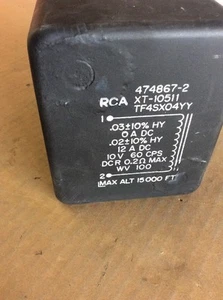 474867-2
RCA XT-10511
TF4SX04YY
1
.03±10% HY
0 A DC
.02±10% HY
12 A DC
10V 60 CPS
DCR 0.2Ω MAX
WV 100
2
MAX ALT 15000 FT